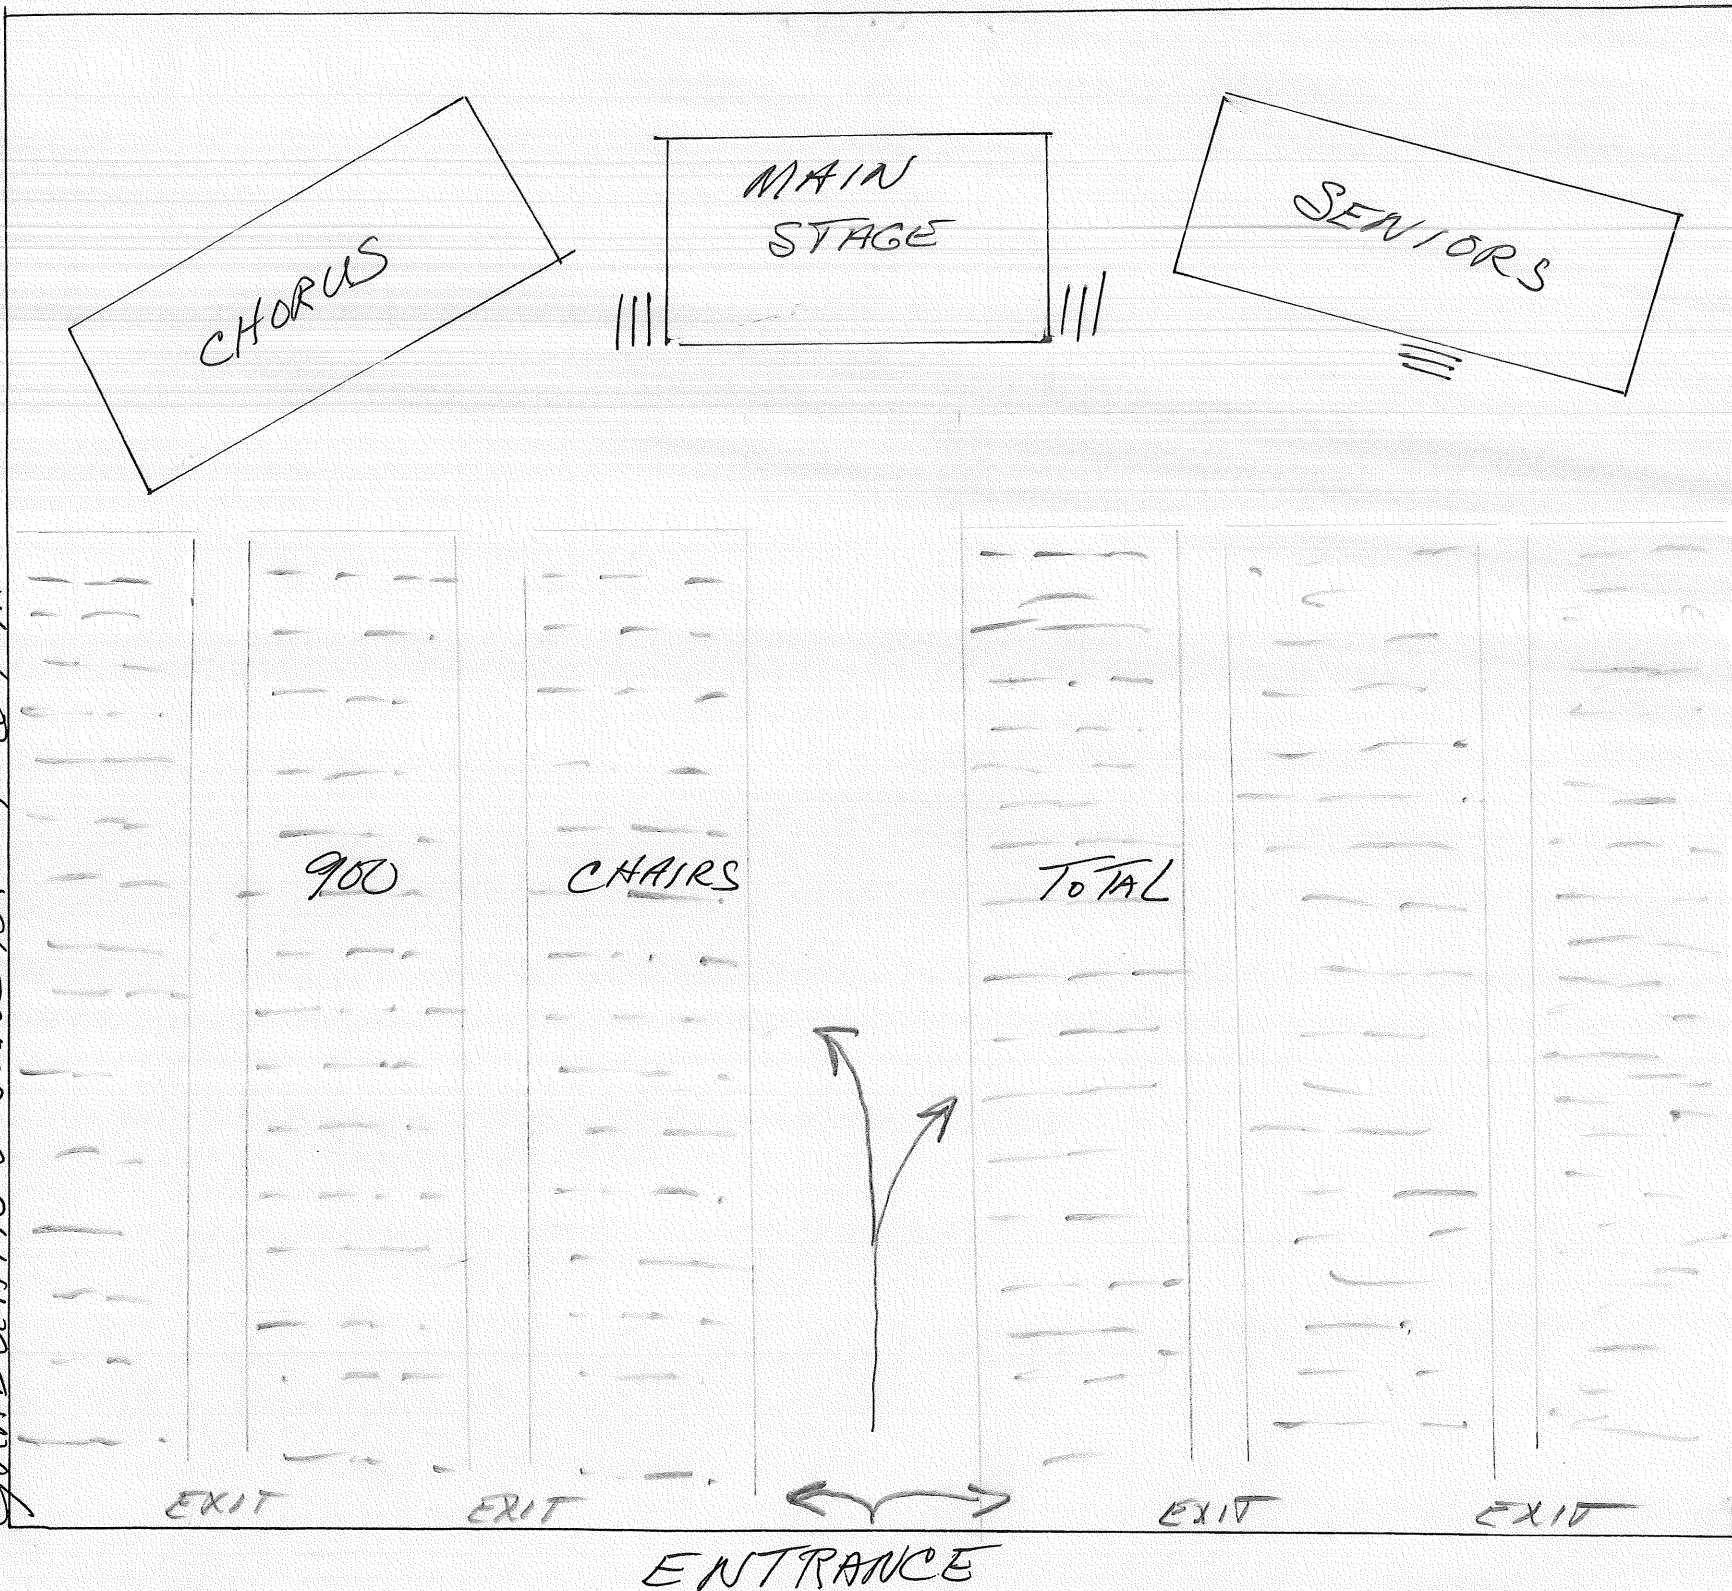 CHORUS
MAIN
STAGE
SENIORS
900 CHAIRS TOTAL
EXIT EXIT EXIT EXIT
ENTRANCE